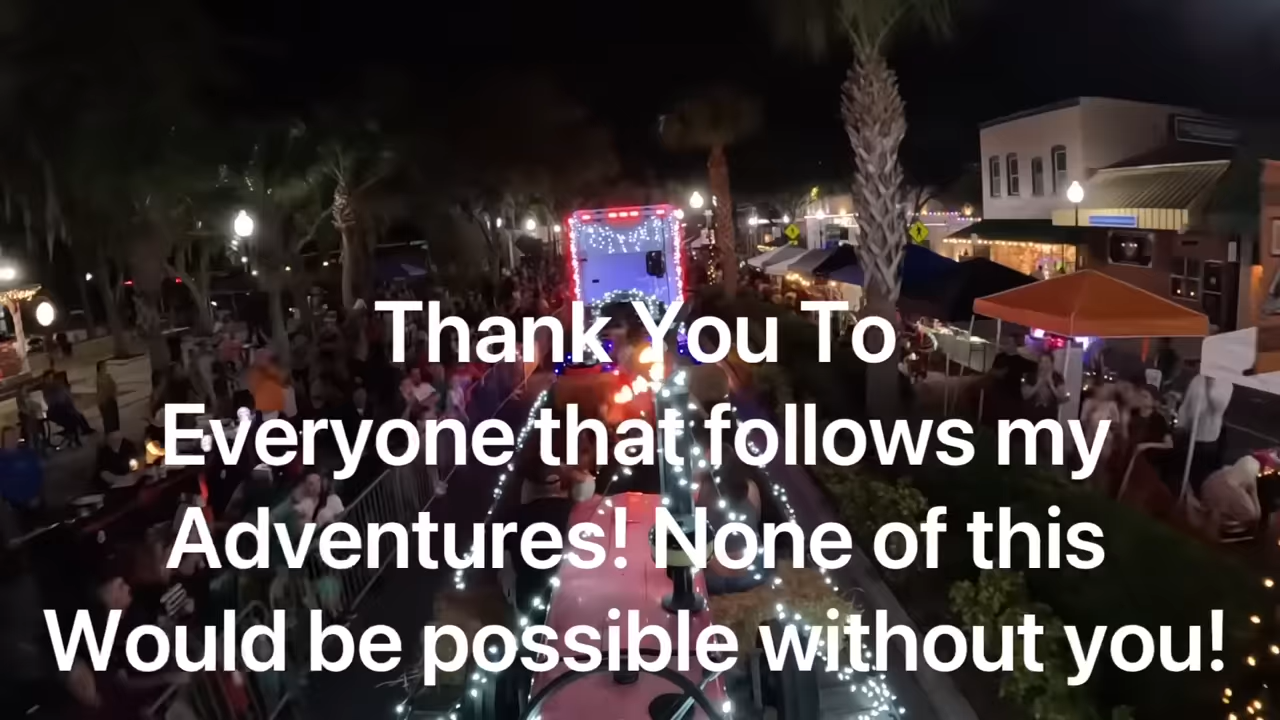 Thank You To
Everyone that follows my
Adventures! None of this
Would be possible without you!